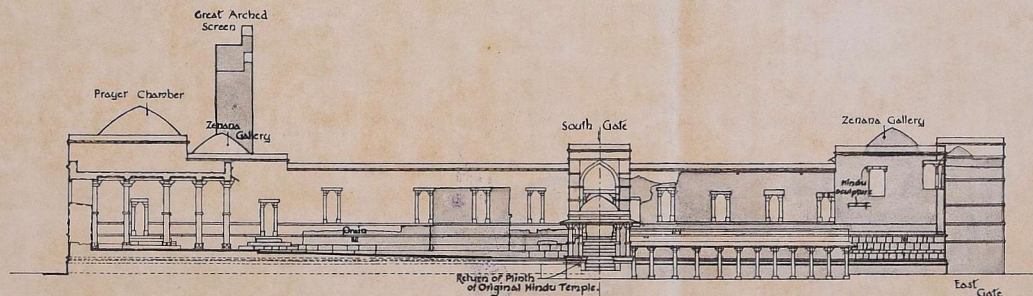 Great Arched
Screen
Prayer Chamber
Zenana
Gallery
South Gate
Zenana Gallery
Hindu
Sculpture
Drain
Return of Plinth
of Original Hindu Temple.
East
Gate